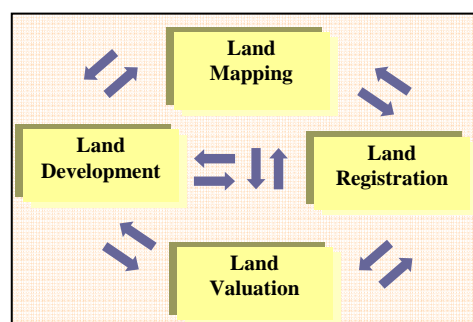 Land
Mapping
Land
Development
Land
Registration
Land
Valuation